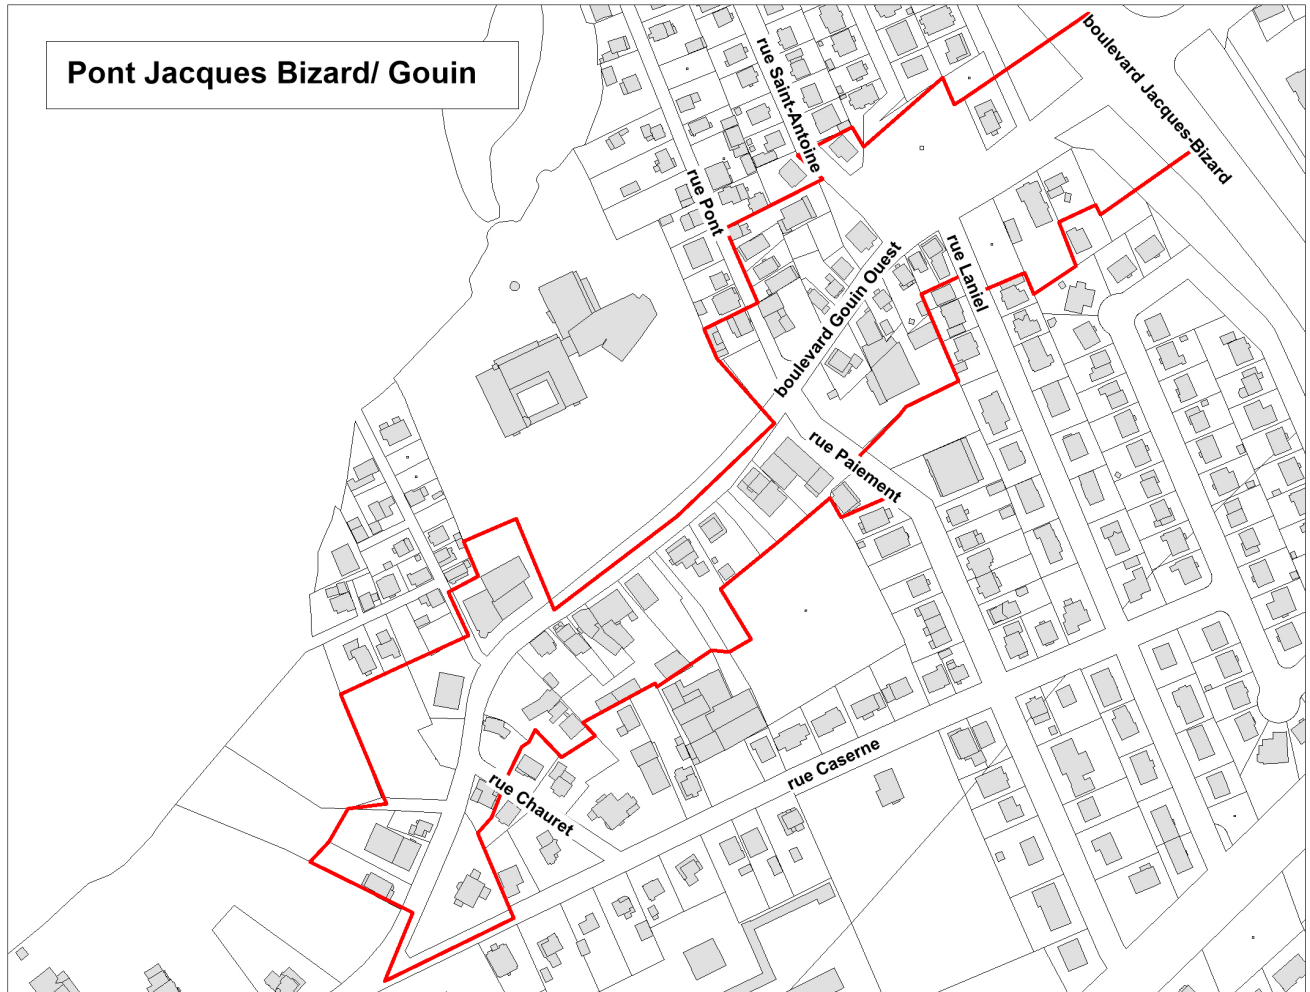 Pont Jacques Bizard/ Gouin
boulevard Jacques-Bizard
rue Saint-Antoine
rue Pont
boulevard Gouin Ouest
rue Laniel
rue Paiement
rue Caserne
rue Chauret